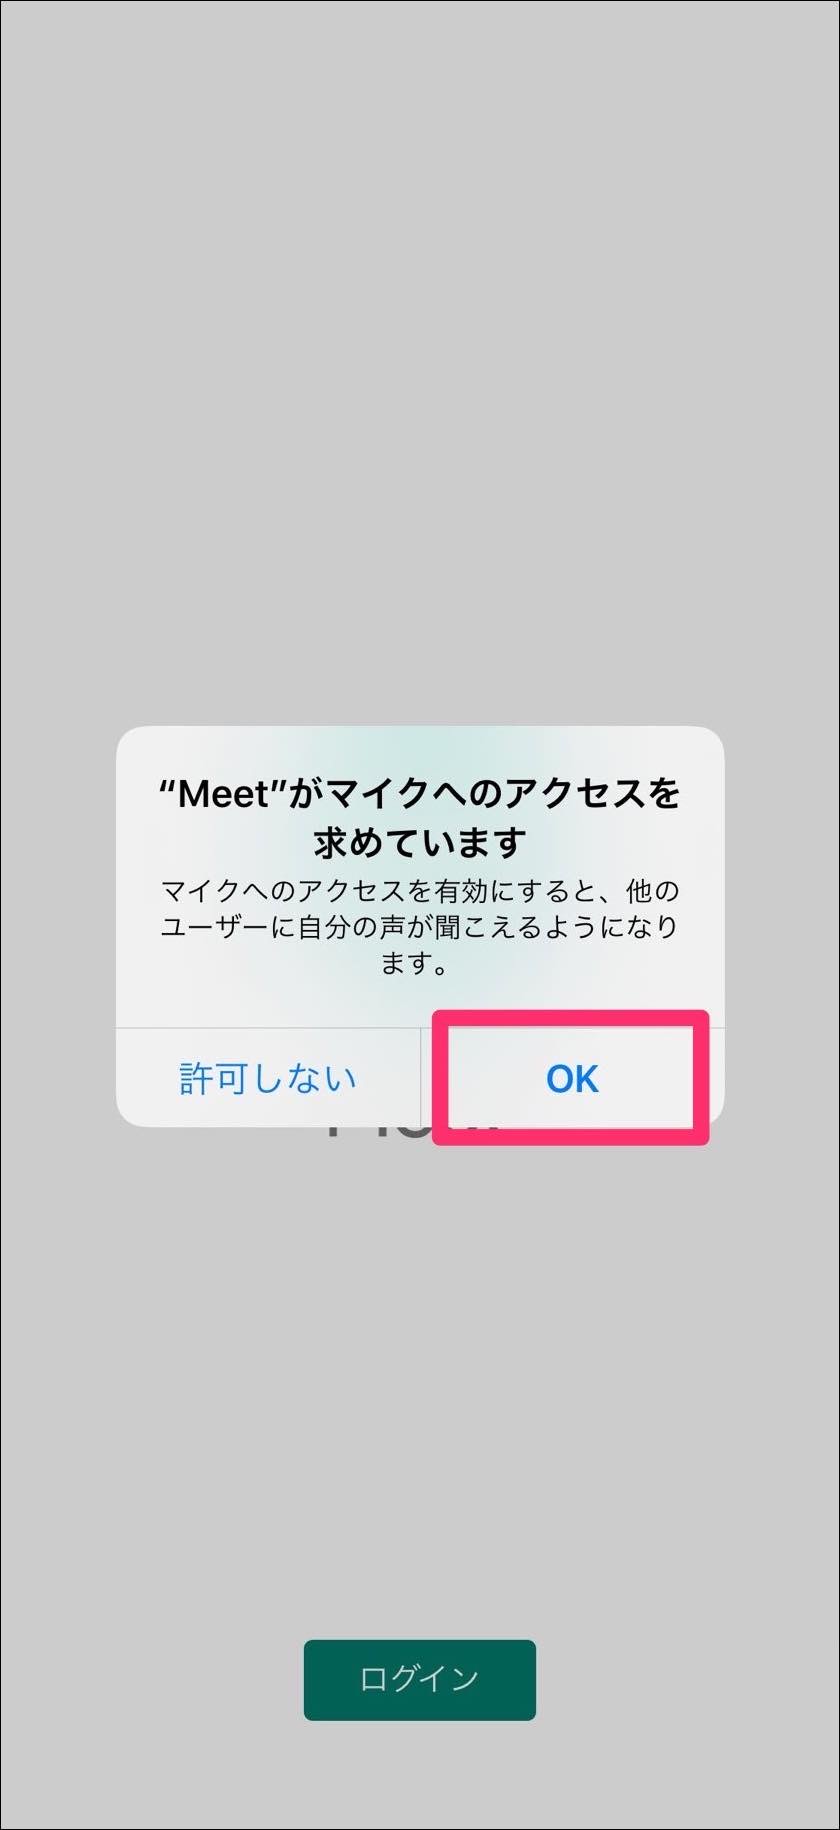 “Meet”がマイクへのアクセスを
求めています
マイクへのアクセスを有効にすると、他の
ユーザーに自分の声が聞こえるようになり
ます。
許可しない
OK
ログイン